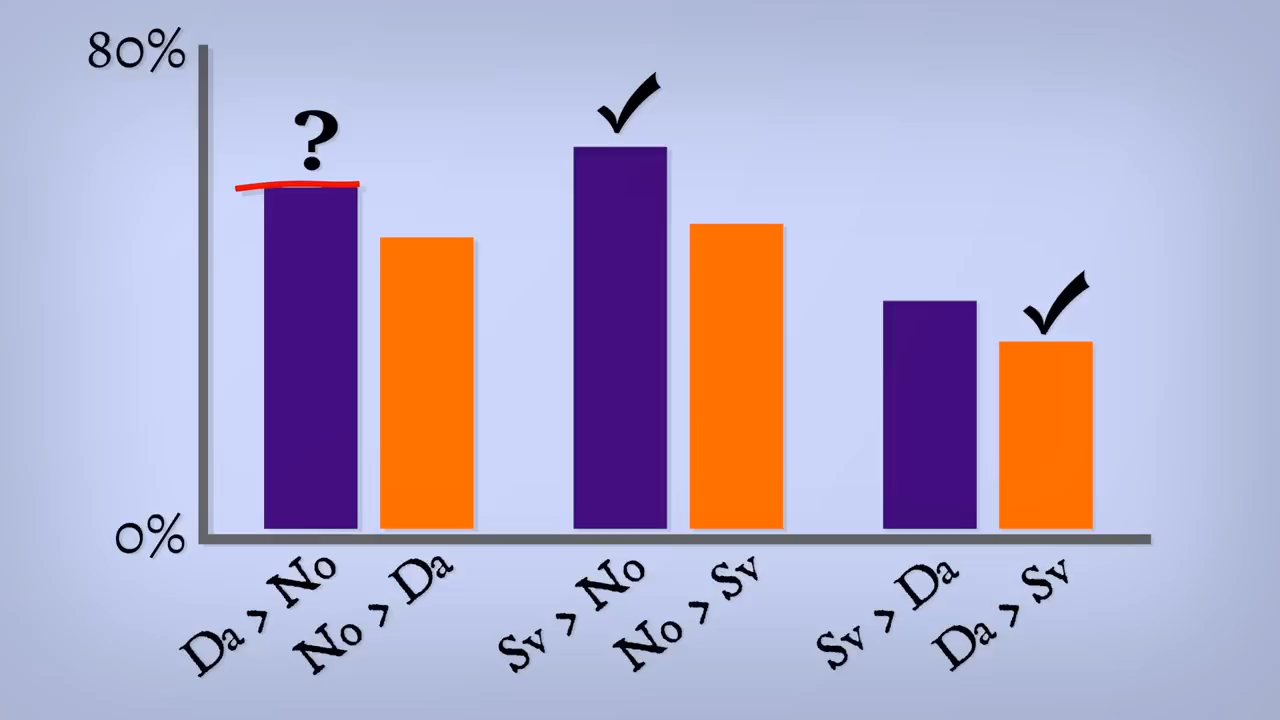 80%
?
0%
Da > No
No > Da
Sv > No
No > Sv
Sv > Da
Da > Sv